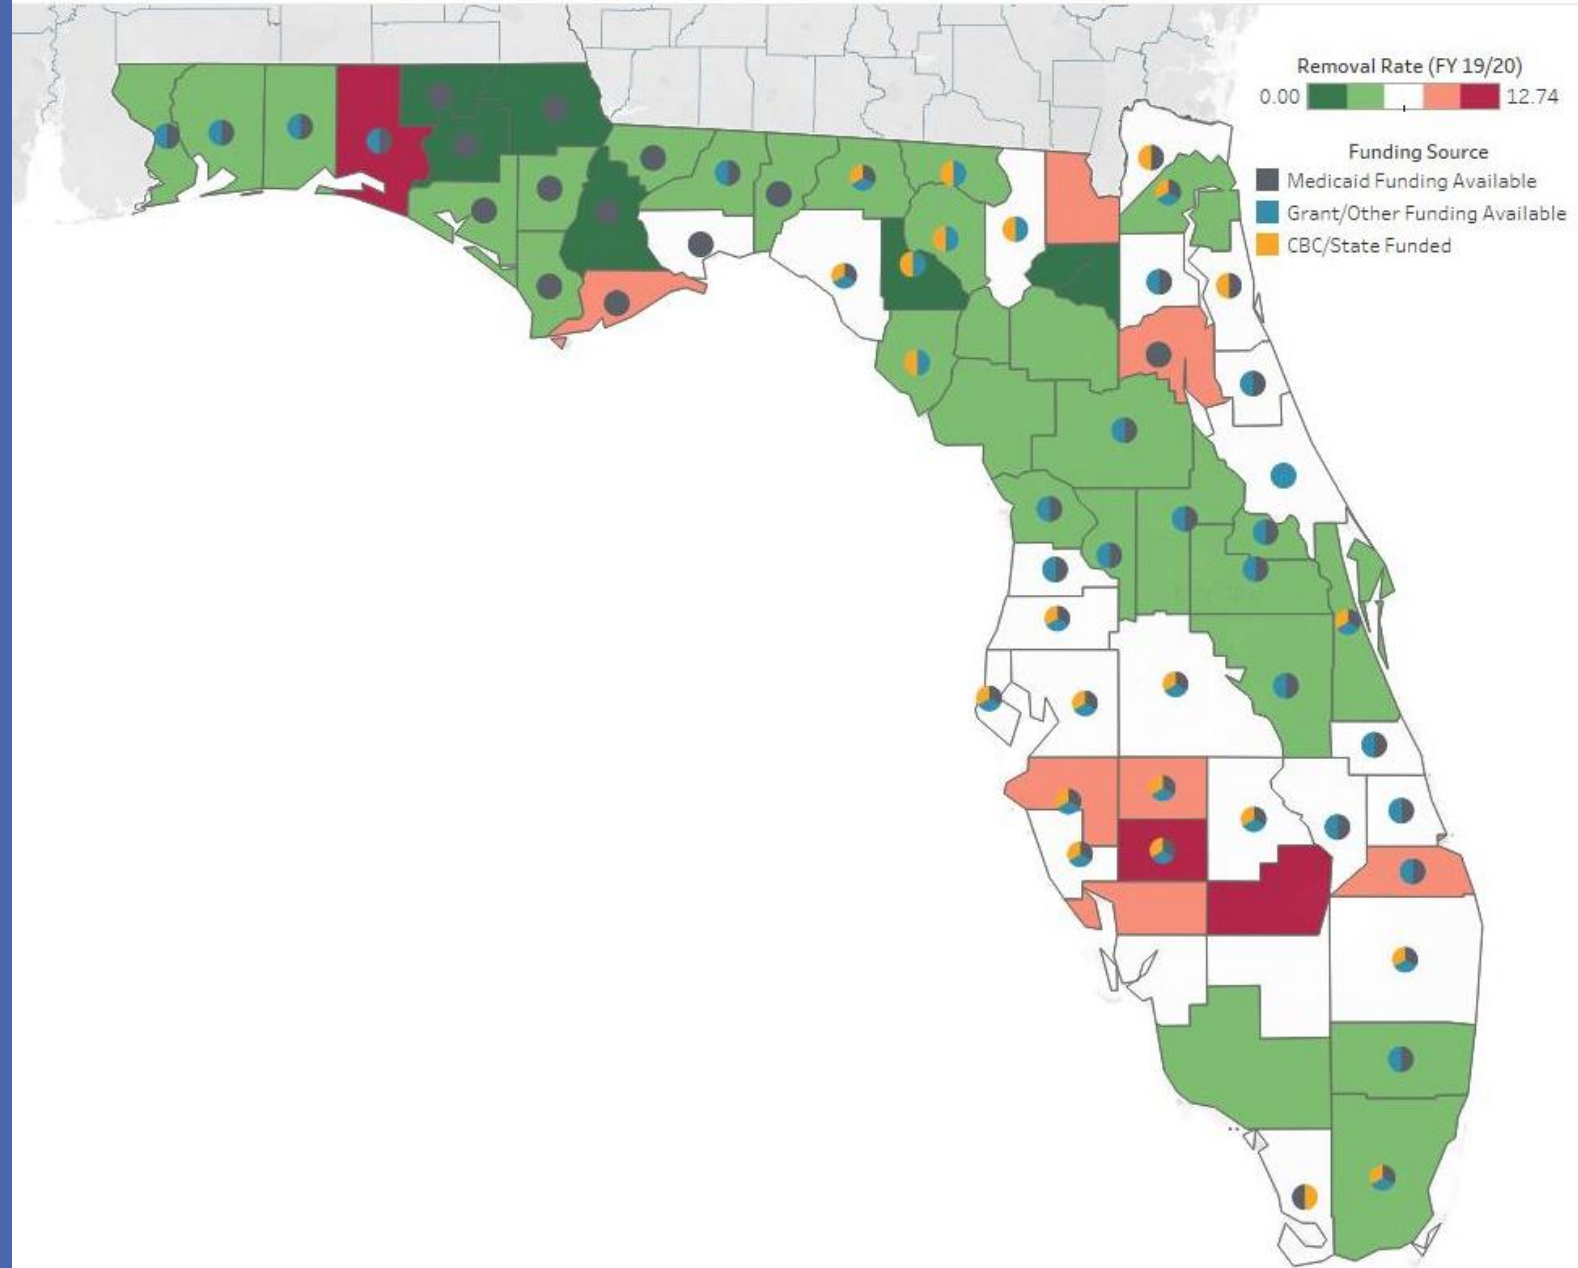 Removal Rate (FY 19/20)
0.00 12.74
Funding Source
Medicaid Funding Available
Grant/Other Funding Available
CBC/State Funded